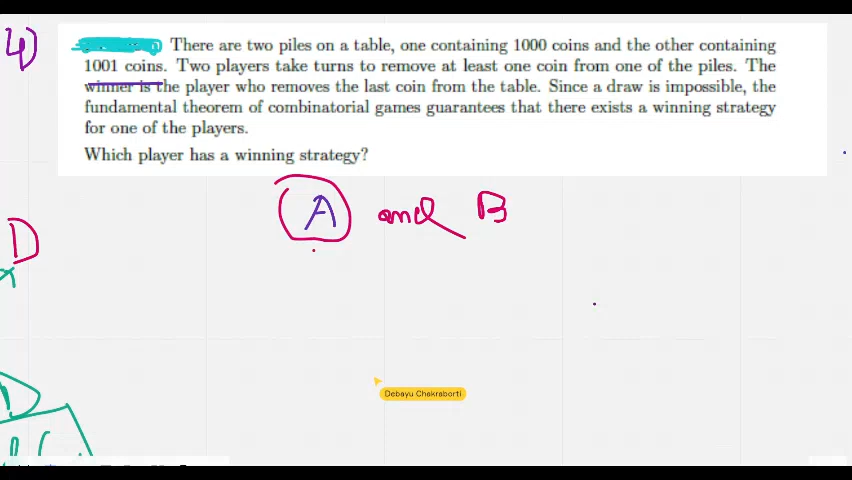 4)
There are two piles on a table, one containing 1000 coins and the other containing
1001 coins. Two players take turns to remove at least one coin from one of the piles. The
winner is the player who removes the last coin from the table. Since a draw is impossible, the
fundamental theorem of combinatorial games guarantees that there exists a winning strategy
for one of the players.
Which player has a winning strategy?
A and B
D
x
Debayu Chakraborti